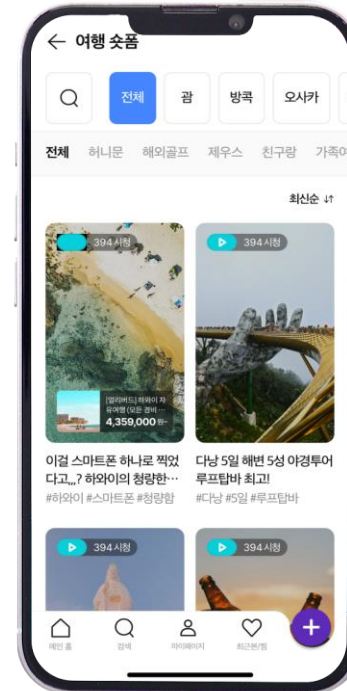 여행 숏폼
전체
괌
방콕
오사카
전체
허니문
해외골프
제우스
친구랑
가족여
최신순
394 시청
394 시청
[얼리버드] 하와이 자
유여행 (모든 경비 …
4,359,000 원~
이걸 스마트폰 하나로 찍었
다고,,,? 하와이의 청량한…
#하와이 #스마트폰 #청량함
다낭 5일 해변 5성 야경투어
루프탑바 최고!
#다낭 #5일 #루프탑바
394 시청
394 시청
메인 홈
검색
마이페이지
최근본/찜